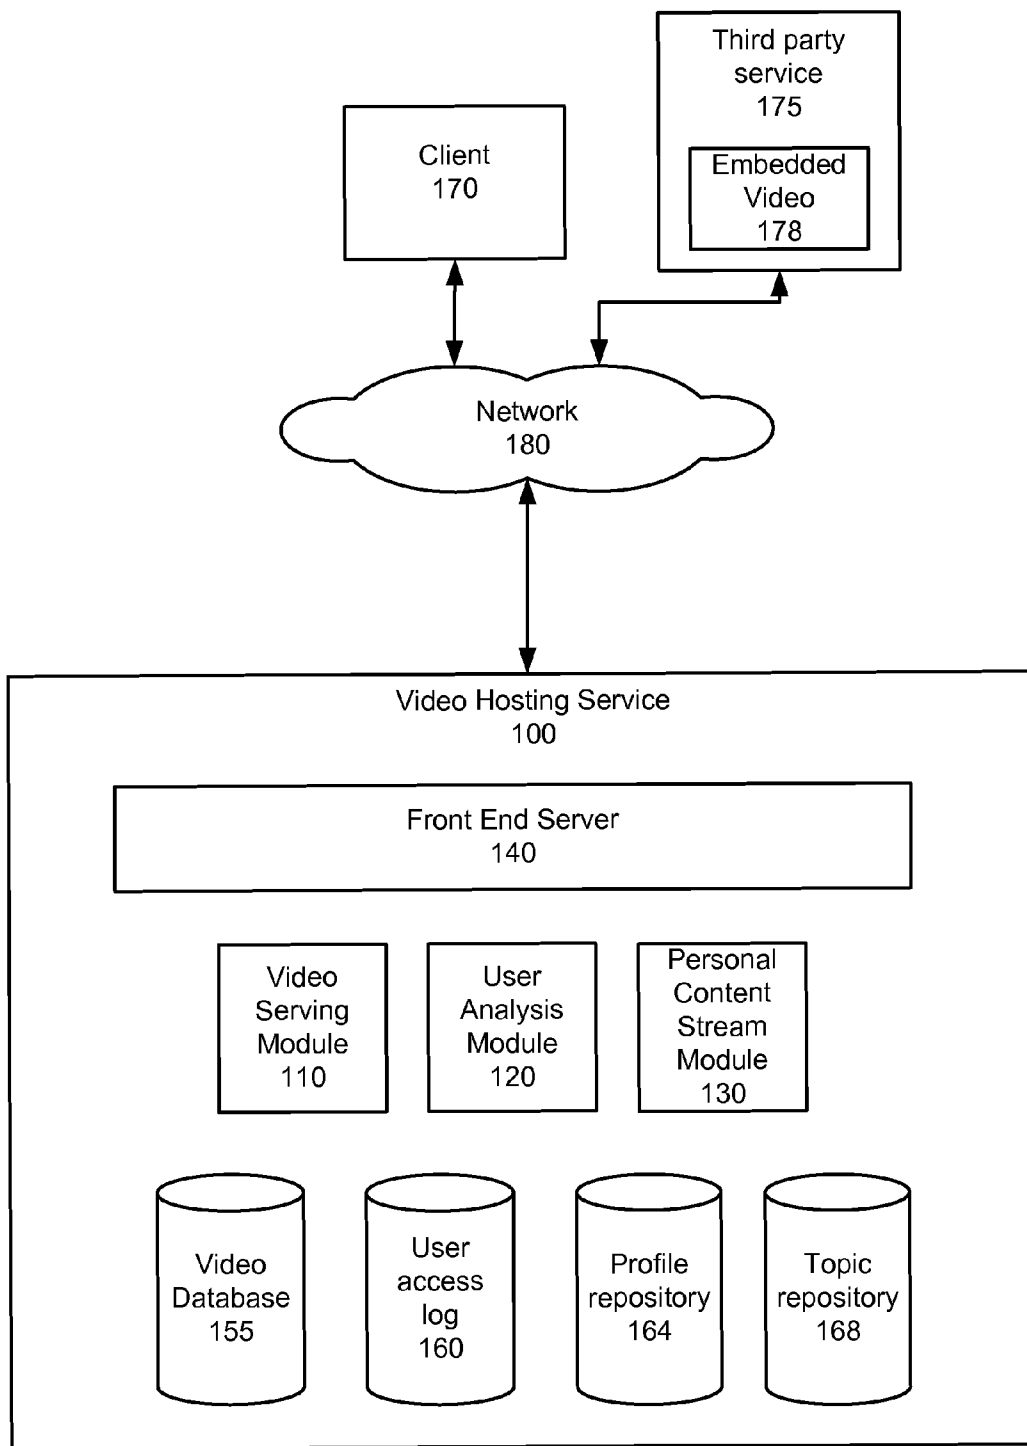 Third party
service
175
Embedded
Video
178
Client
170
Network
180
Video Hosting Service
100
Front End Server
140
Video
Serving
Module
110
User
Analysis
Module
120
Personal
Content
Stream
Module
130
Video
Database
155
User
access
log
160
Profile
repository
164
Topic
repository
168